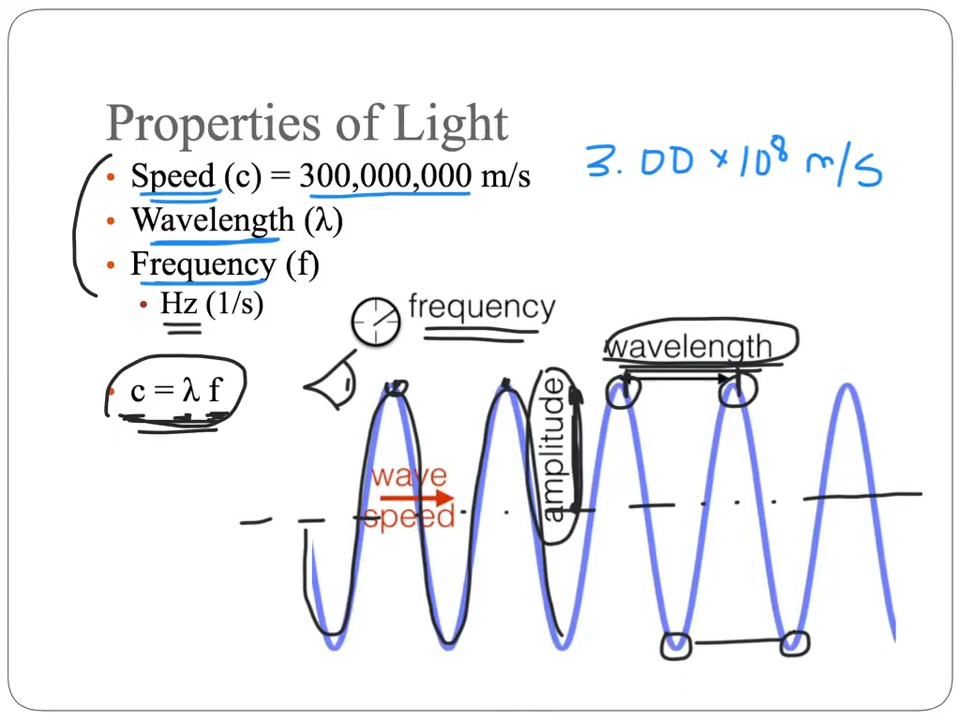 Properties of Light
• Speed (c) = 300,000,000 m/s
3.00 × 10⁸ m/s
• Wavelength (λ)
• Frequency (f)
• Hz (1/s)
frequency
wavelength
• c = λ f
amplitude
wave
speed